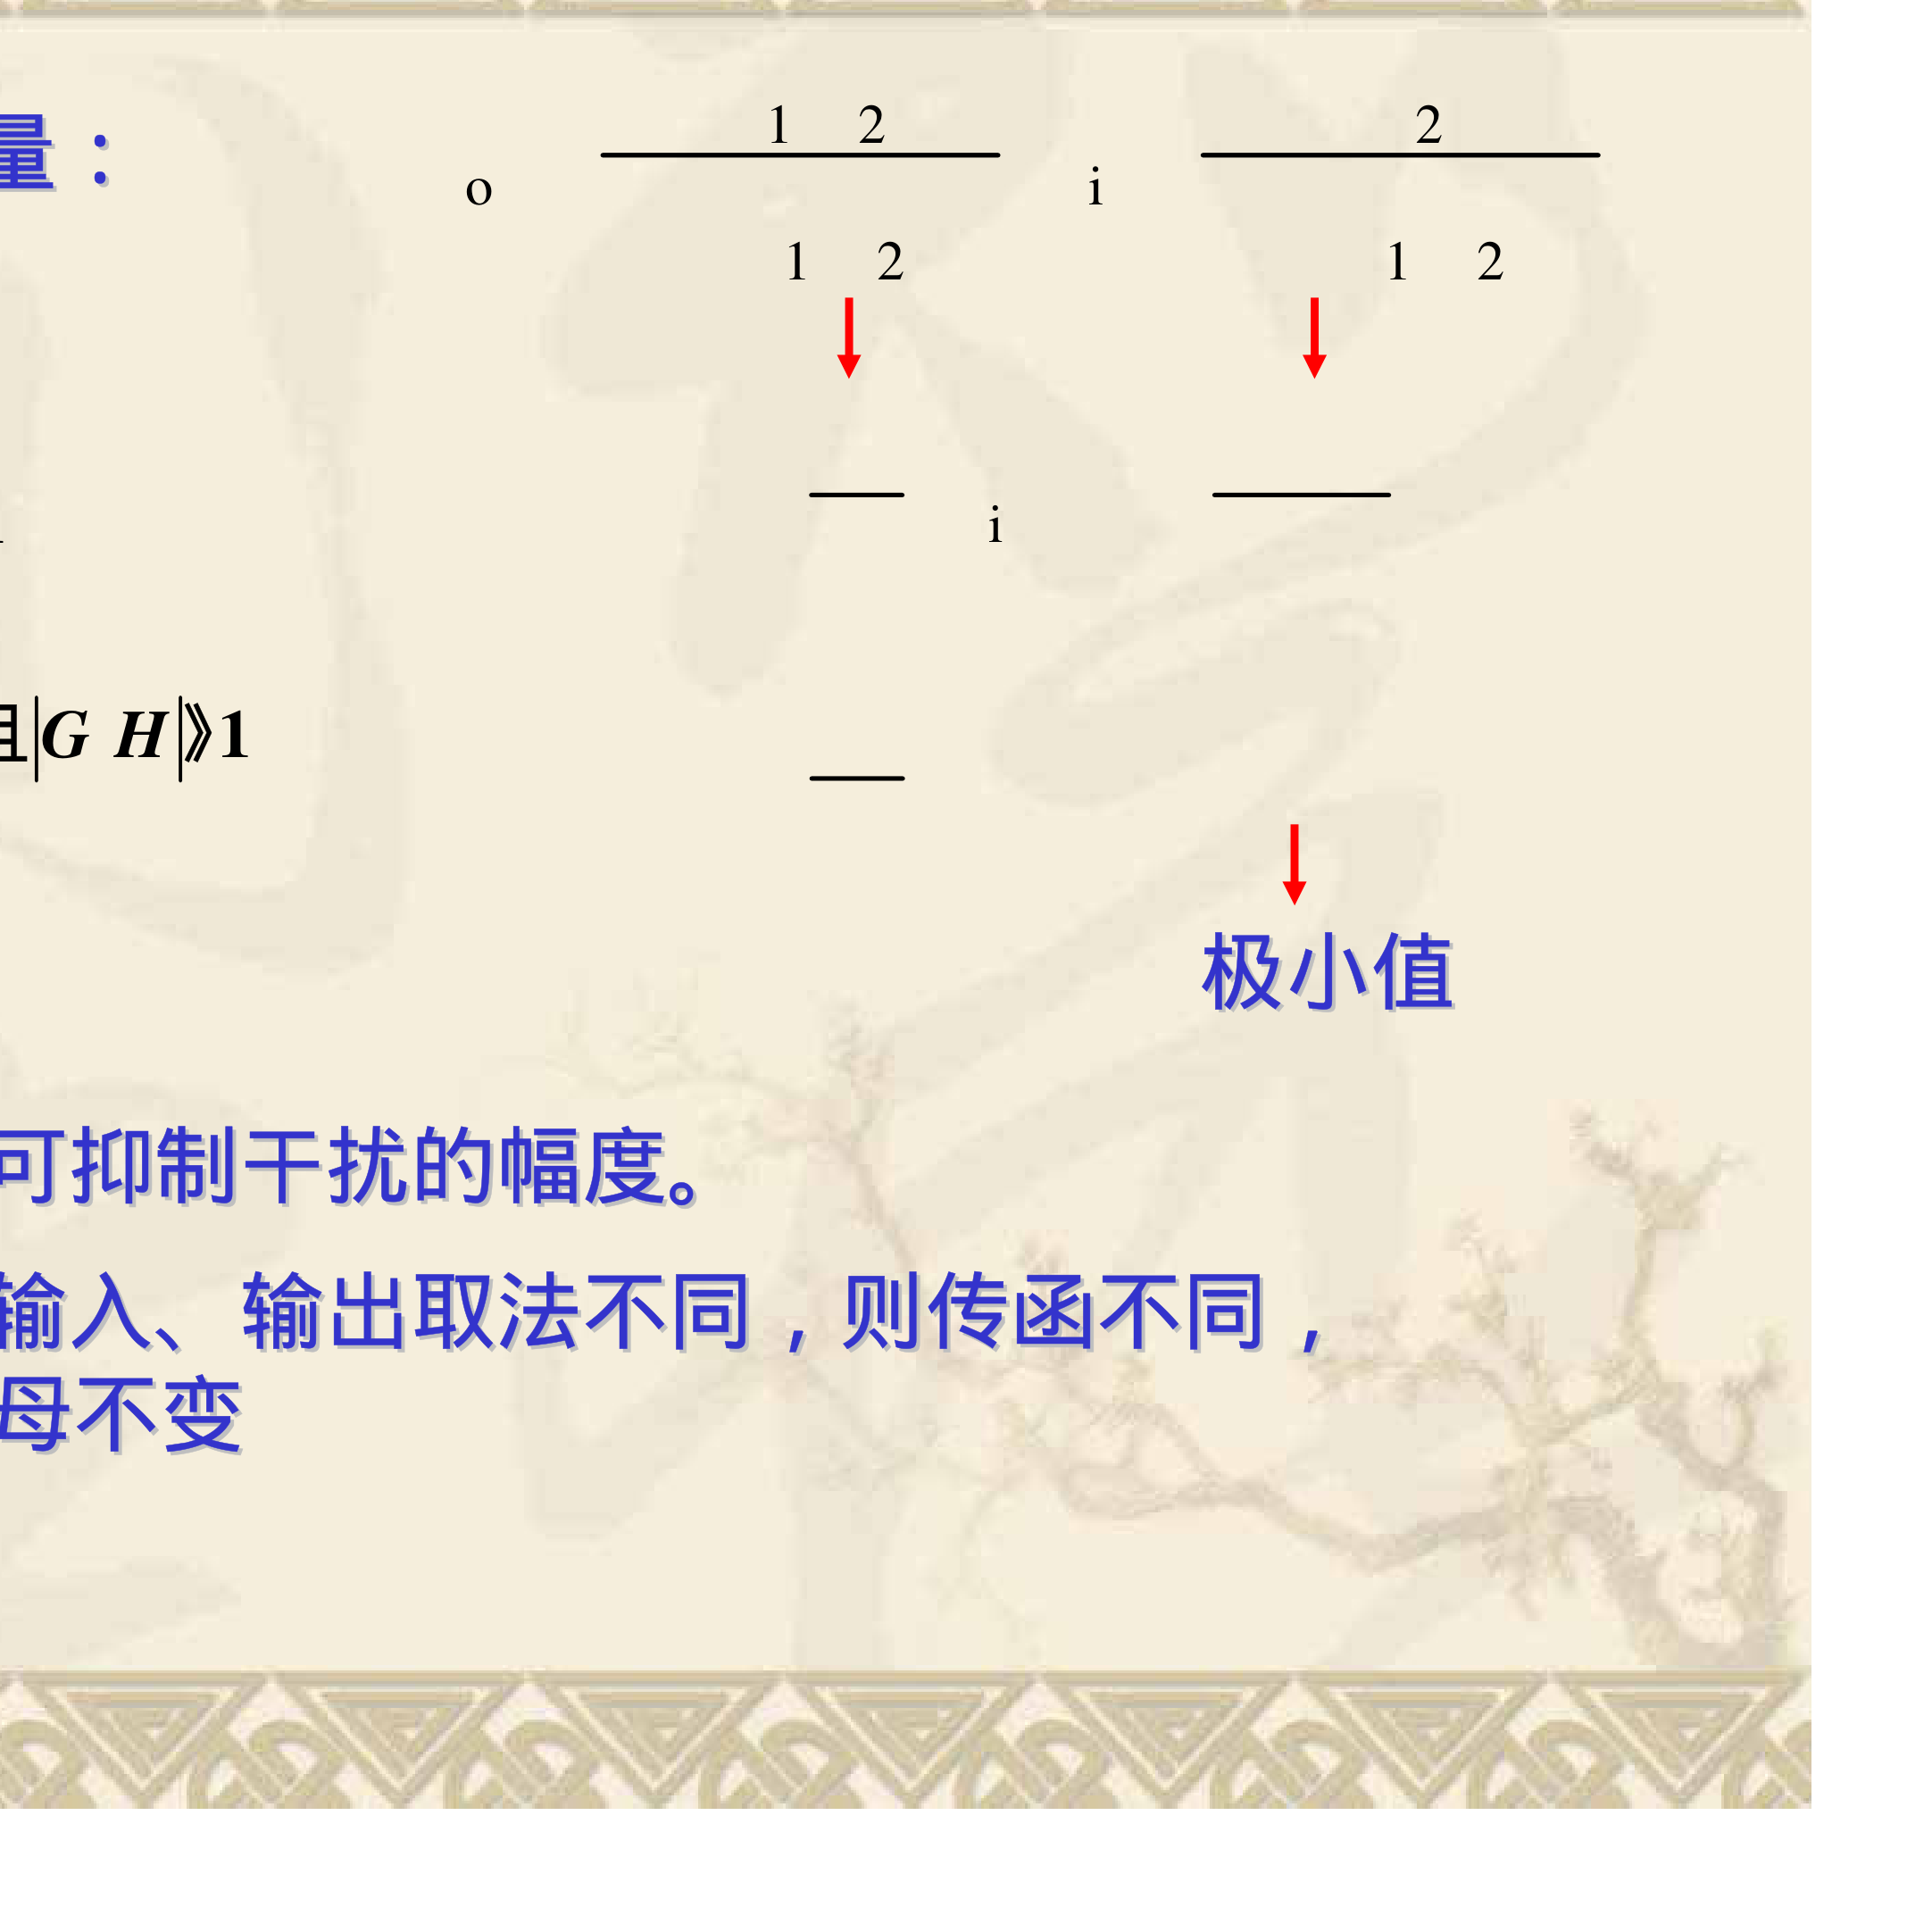 量：
1 2 2
o i
1 2 1 2
i
|G H|》1
极小值
可抑制干扰的幅度。
输入、输出取法不同，则传函不同，
母不变